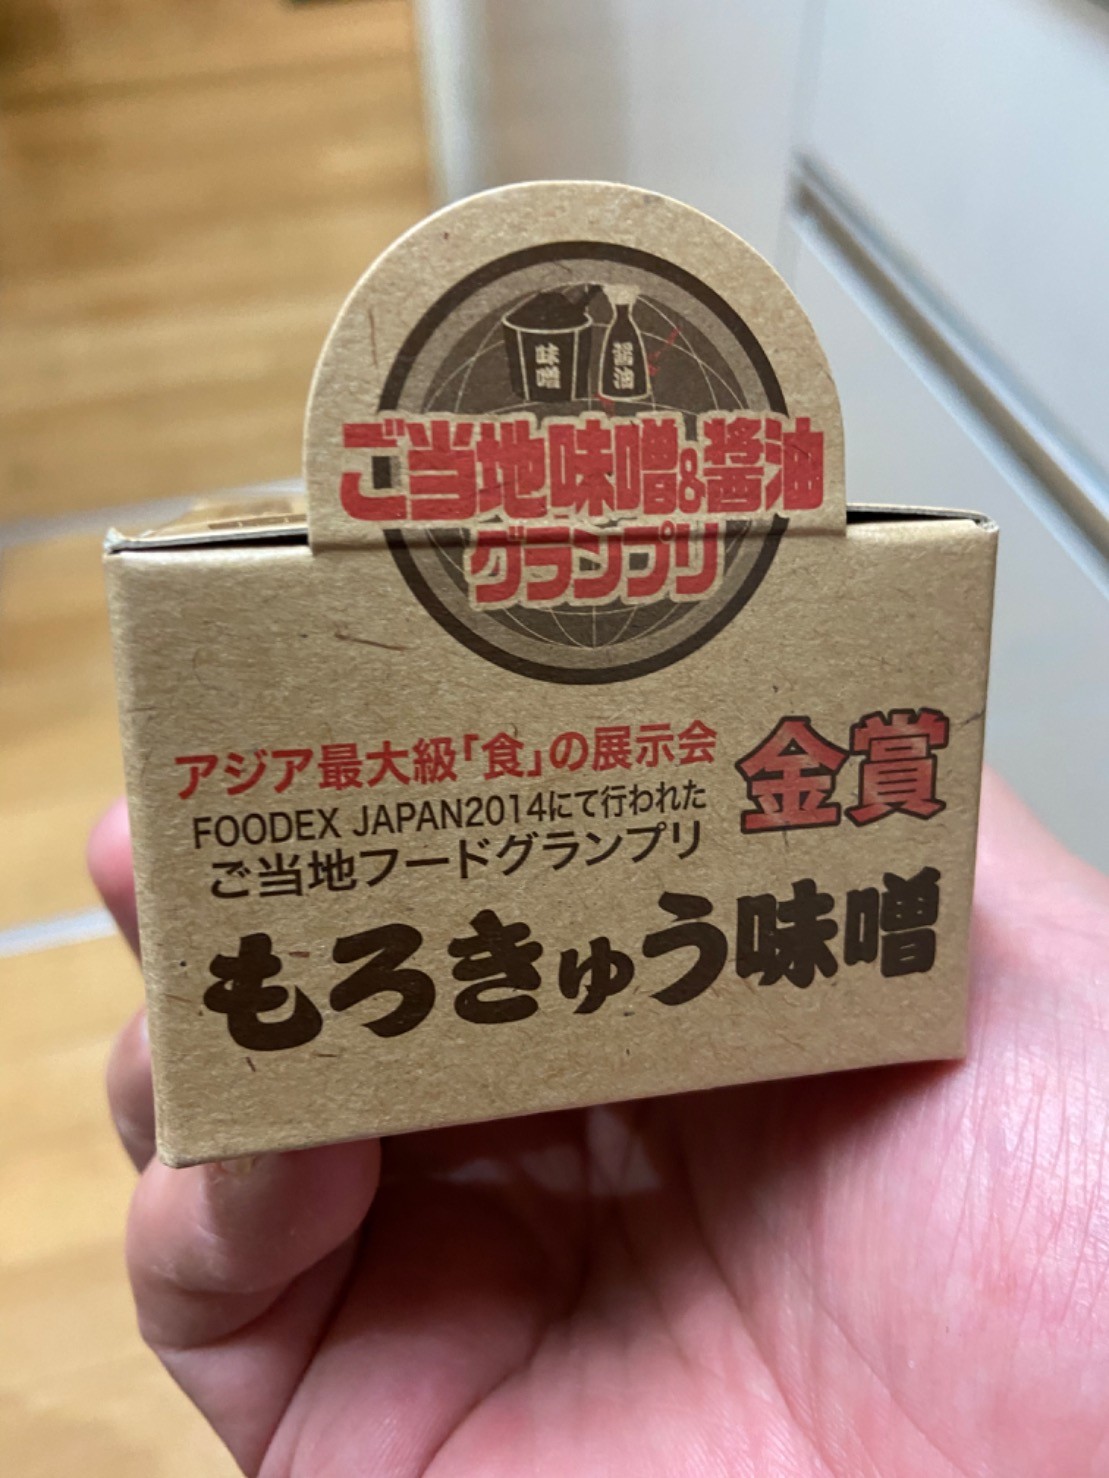 味噌
醤油
ご当地味噌&醤油
グランプリ
アジア最大級「食」の展示会
FOODEX JAPAN2014にて行われた
ご当地フードグランプリ
金賞
もろきゅう味噌